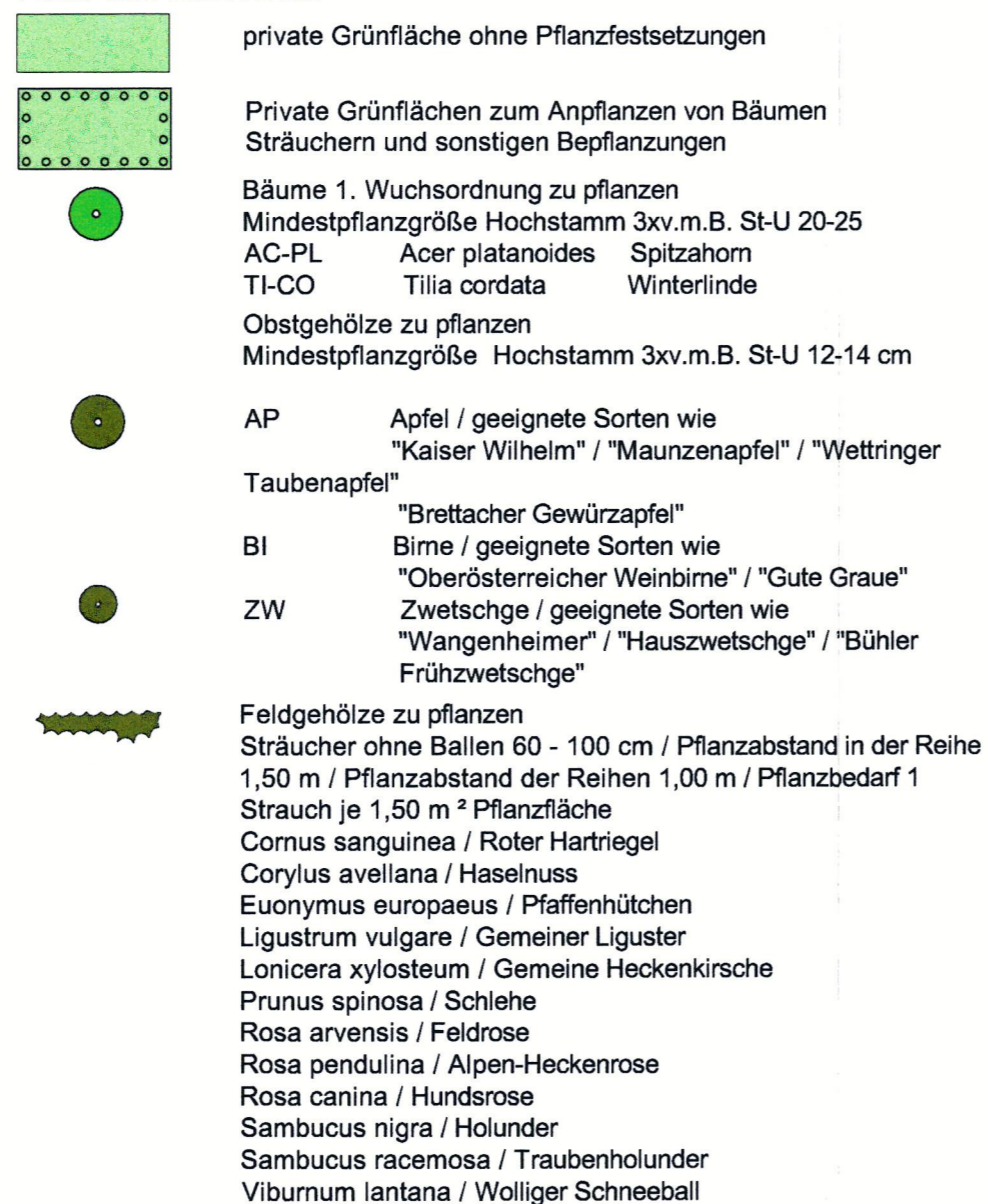 private Grünfläche ohne Pflanzfestsetzungen
Private Grünflächen zum Anpflanzen von Bäumen
Sträuchern und sonstigen Bepflanzungen
Bäume 1. Wuchsordnung zu pflanzen
Mindestpflanzgröße Hochstamm 3xv.m.B. St-U 20-25
AC-PL Acer platanoides Spitzahorn
TI-CO Tilia cordata Winterlinde
Obstgehölze zu pflanzen
Mindestpflanzgröße Hochstamm 3xv.m.B. St-U 12-14 cm
AP Apfel / geeignete Sorten wie
"Kaiser Wilhelm" / "Maunzenapfel" / "Wettringer
Taubenapfel"
"Brettacher Gewürzapfel"
BI Birne / geeignete Sorten wie
"Oberösterreicher Weinbirne" / "Gute Graue"
ZW Zwetschge / geeignete Sorten wie
"Wangenheimer" / "Hauszwetschge" / "Bühler
Frühzwetschge"
Feldgehölze zu pflanzen
Sträucher ohne Ballen 60 - 100 cm / Pflanzabstand in der Reihe
1,50 m / Pflanzabstand der Reihen 1,00 m / Pflanzbedarf 1
Strauch je 1,50 m ² Pflanzfläche
Cornus sanguinea / Roter Hartriegel
Corylus avellana / Haselnuss
Euonymus europaeus / Pfaffenhütchen
Ligustrum vulgare / Gemeiner Liguster
Lonicera xylosteum / Gemeine Heckenkirsche
Prunus spinosa / Schlehe
Rosa arvensis / Feldrose
Rosa pendulina / Alpen-Heckenrose
Rosa canina / Hundsrose
Sambucus nigra / Holunder
Sambucus racemosa / Traubenholunder
Viburnum lantana / Wolliger Schneeball